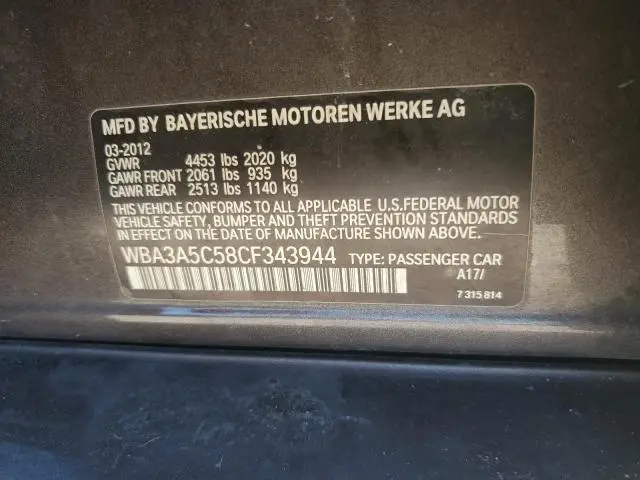 MFD BY BAYERISCHE MOTOREN WERKE AG
03-2012
GVWR 4453 lbs 2020 kg
GAWR FRONT 2061 lbs 935 kg
GAWR REAR 2513 lbs 1140 kg
THIS VEHICLE CONFORMS TO ALL APPLICABLE U.S.FEDERAL MOTOR
VEHICLE SAFETY, BUMPER AND THEFT PREVENTION STANDARDS
IN EFFECT ON THE DATE OF MANUFACTURE SHOWN ABOVE.
WBA3A5C58CF343944 TYPE: PASSENGER CAR
A17/
7 315 814